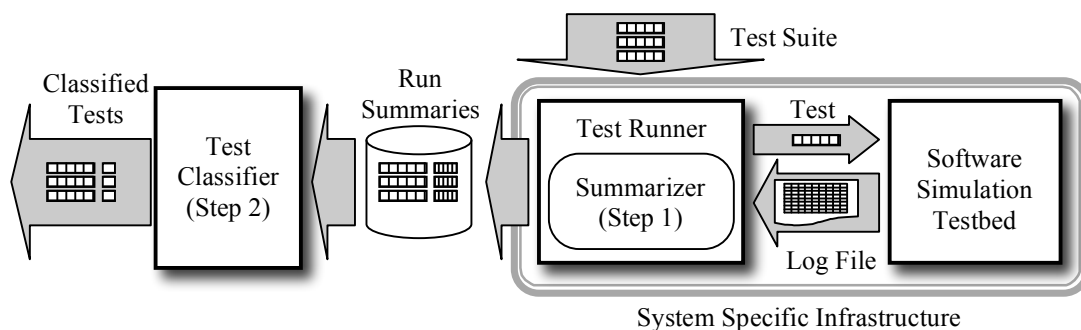 Test Suite
Classified
Tests
Run
Summaries
Test
Classifier
(Step 2)
Test Runner
Summarizer
(Step 1)
Test
Log File
Software
Simulation
Testbed
System Specific Infrastructure